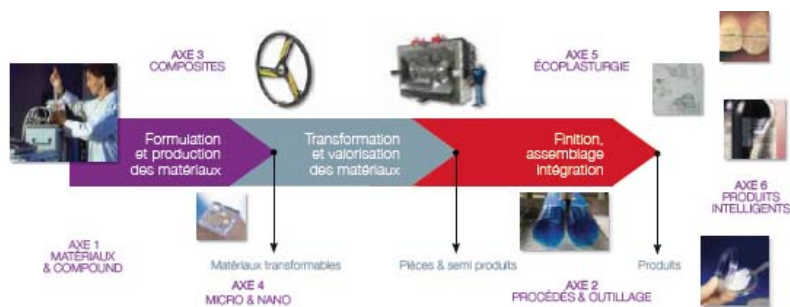 AXE 3
COMPOSITES
AXE 5
ÉCOPLASTURGIE
Formulation
et production
des matériaux
Transformation
et valorisation
des matériaux
Finition,
assemblage
intégration
AXE 6
PRODUITS
INTELLIGENTS
AXE 1
MATÉRIAUX
& COMPOUND
Matériaux transformables
Pièces & semi produits
Produits
AXE 4
MICRO & NANO
AXE 2
PROCÉDÉS & OUTILLAGE